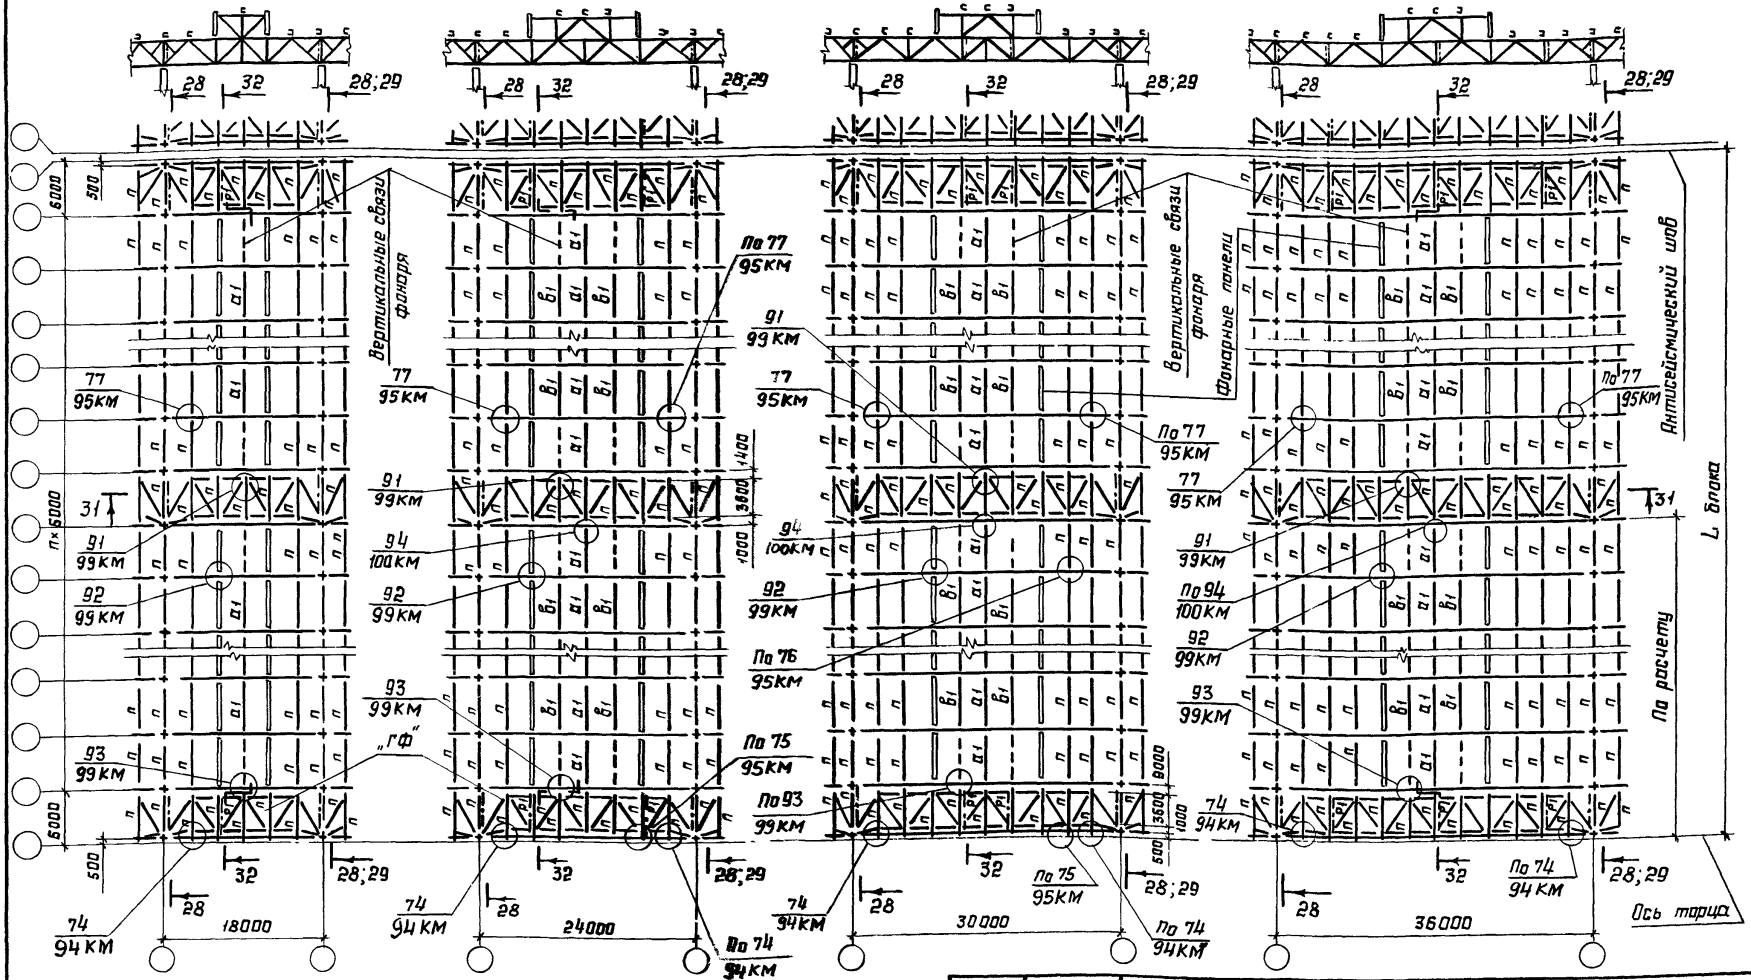 28
32
28;29
28
32
28;29
28
32
28;29
28
32
28;29
6000
500
Вертикальные связи
фонаря
По 77
95КМ
Вертикальные связи
фонаря
Фонарные панели
Антисейсмический шов
77
95КМ
77
95КМ
91
99КМ
77
95КМ
По 77
95КМ
77
95КМ
По 77
95КМ
п×6000
31
91
99КМ
92
99КМ
91
99КМ
94
100КМ
92
99КМ
1400
3600
1000
94
100КМ
92
99КМ
По 76
95КМ
91
99КМ
По 94
100КМ
92
99КМ
31
L блока
По расчету
93
99КМ
93
99КМ
„ГФ"
По 75
95КМ
По 93
99КМ
93
99КМ
74
94КМ
6000
500
9000
3600
1000
500
32
28;29
28
32
28;29
28
32
28;29
28
32
28;29
28
74
94КМ
18000
74
94КМ
24000
По 74
94КМ
74
94КМ
30000
По 75
95КМ
По 74
94КМ
36000
По 74
94КМ
Ось торца